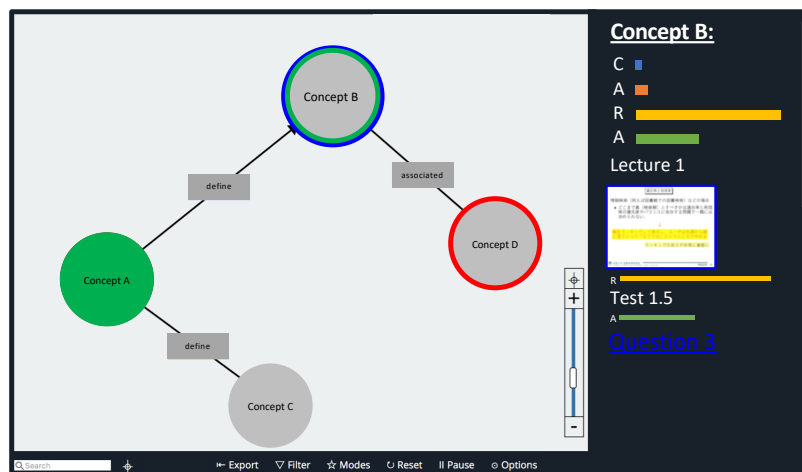 Concept B
define
associated
Concept D
Concept A
define
Concept C
+
-
Search
Export
Filter
Modes
Reset
Pause
Options
Concept B:
C
A
R
A
Lecture 1
R
Test 1.5
A
Question 3